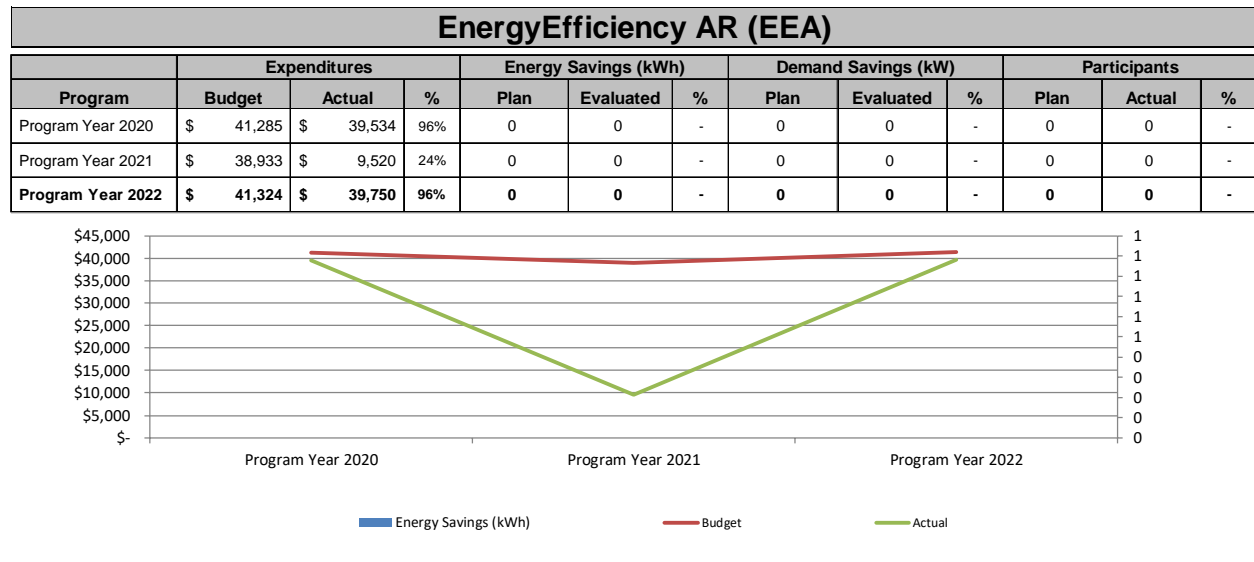 EnergyEfficiency AR (EEA)
Expenditures Energy Savings (kWh) Demand Savings (kW) Participants
Program Budget Actual % Plan Evaluated % Plan Evaluated % Plan Actual %
Program Year 2020 $ 41,285 $ 39,534 96% 0 0 - 0 0 - 0 0 -
Program Year 2021 $ 38,933 $ 9,520 24% 0 0 - 0 0 - 0 0 -
Program Year 2022 $ 41,324 $ 39,750 96% 0 0 - 0 0 - 0 0 -
$45,000 1
$40,000 1
$35,000 1
$30,000 1
$25,000 1
$20,000 1
$15,000 0
$10,000 0
$5,000 0
$- 0
0
Program Year 2020 Program Year 2021 Program Year 2022
Energy Savings (kWh) Budget Actual